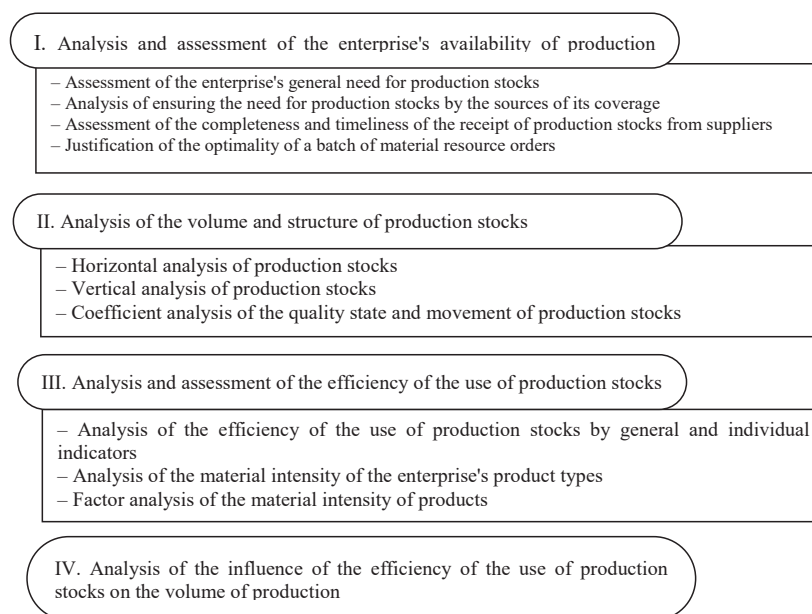 I. Analysis and assessment of the enterprise's availability of production
– Assessment of the enterprise's general need for production stocks
– Analysis of ensuring the need for production stocks by the sources of its coverage
– Assessment of the completeness and timeliness of the receipt of production stocks from suppliers
– Justification of the optimality of a batch of material resource orders
II. Analysis of the volume and structure of production stocks
– Horizontal analysis of production stocks
– Vertical analysis of production stocks
– Coefficient analysis of the quality state and movement of production stocks
III. Analysis and assessment of the efficiency of the use of production stocks
– Analysis of the efficiency of the use of production stocks by general and individual
indicators
– Analysis of the material intensity of the enterprise's product types
– Factor analysis of the material intensity of products
IV. Analysis of the influence of the efficiency of the use of production
stocks on the volume of production